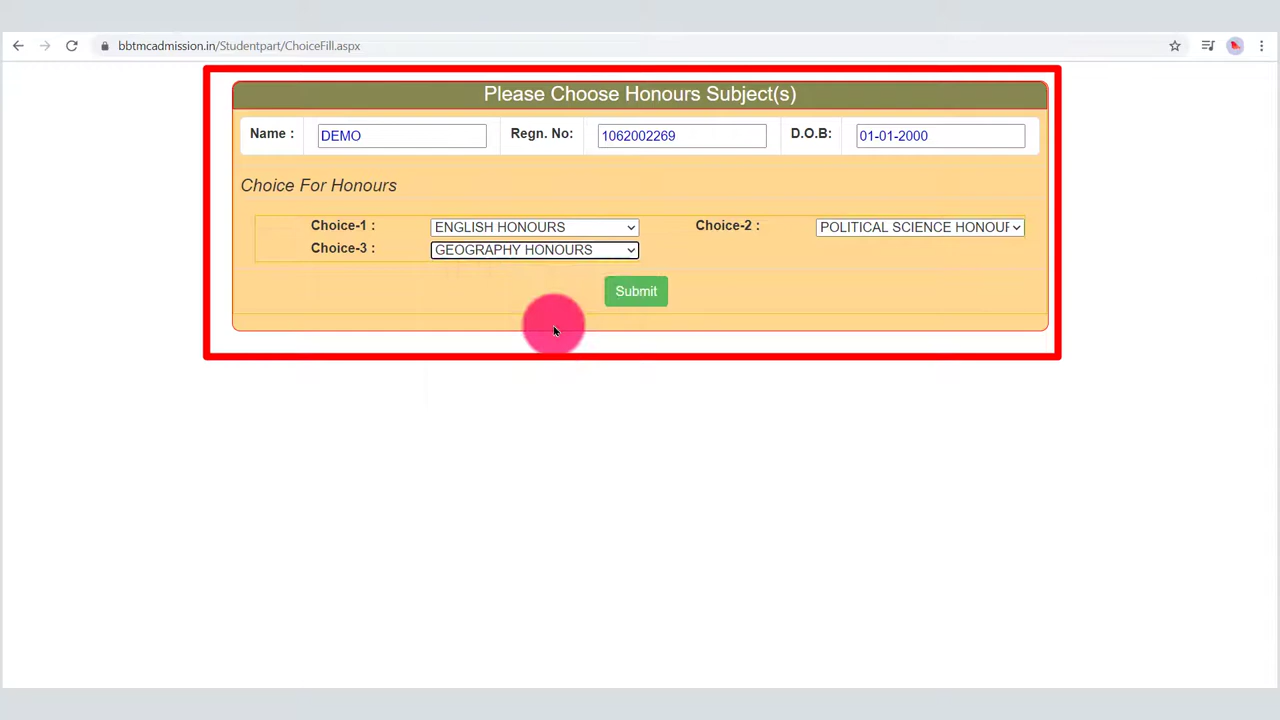 bbtmcadmission.in/Studentpart/ChoiceFill.aspx
Please Choose Honours Subject(s)
Name : DEMO Regn. No: 1062002269 D.O.B: 01-01-2000
Choice For Honours
Choice-1 : ENGLISH HONOURS Choice-2 : POLITICAL SCIENCE HONOUR
Choice-3 : GEOGRAPHY HONOURS
Submit